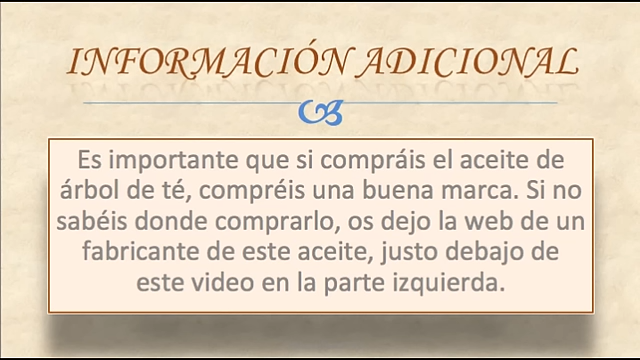 INFORMACIÓN ADICIONAL
Es importante que si compráis el aceite de
árbol de té, compréis una buena marca. Si no
sabéis donde comprarlo, os dejo la web de un
fabricante de este aceite, justo debajo de
este video en la parte izquierda.